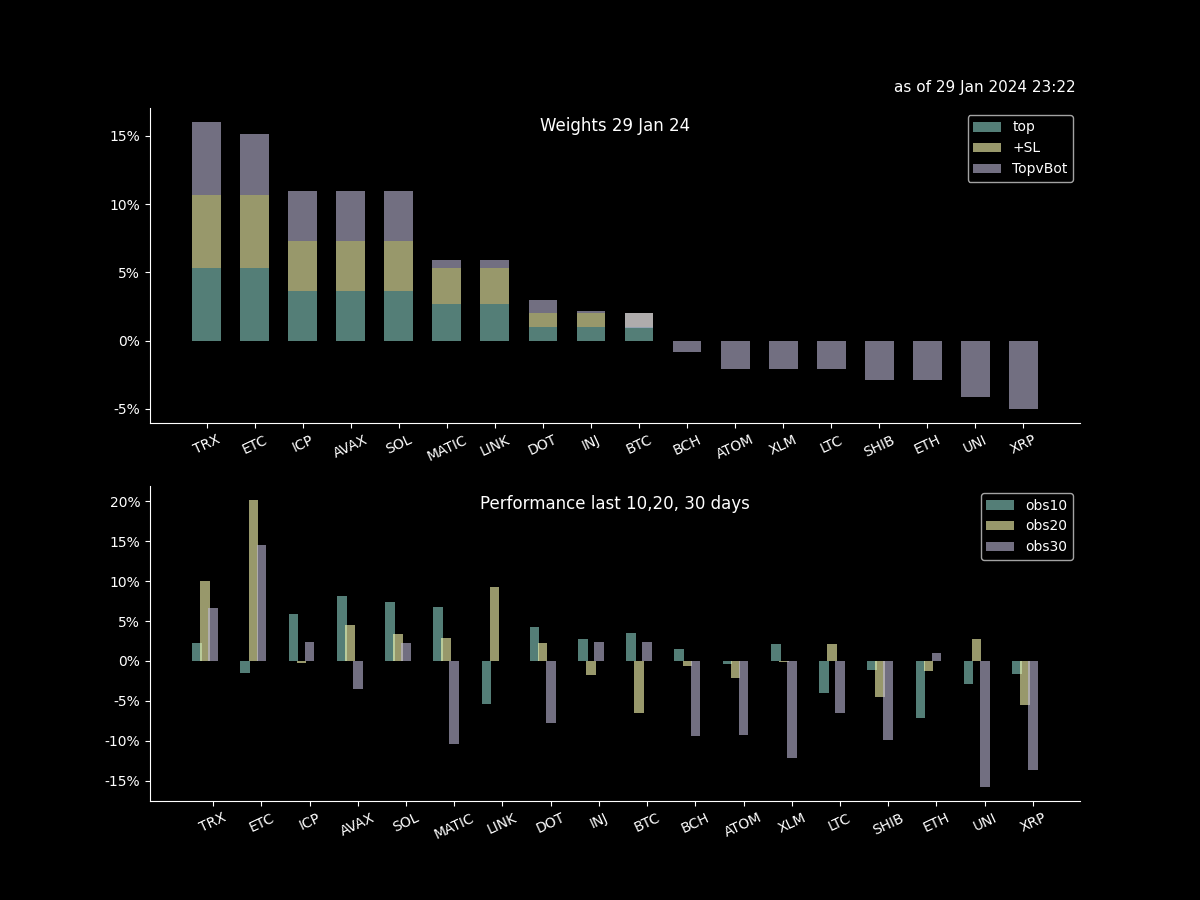 as of 29 Jan 2024 23:22
Weights 29 Jan 24
top
+SL
TopvBot
15%
10%
5%
0%
-5%
TRX ETC ICP AVAX SOL MATIC LINK DOT INJ BTC BCH ATOM XLM LTC SHIB ETH UNI XRP
Performance last 10,20, 30 days
obs10
obs20
obs30
20%
15%
10%
5%
0%
-5%
-10%
-15%
TRX ETC ICP AVAX SOL MATIC LINK DOT INJ BTC BCH ATOM XLM LTC SHIB ETH UNI XRP